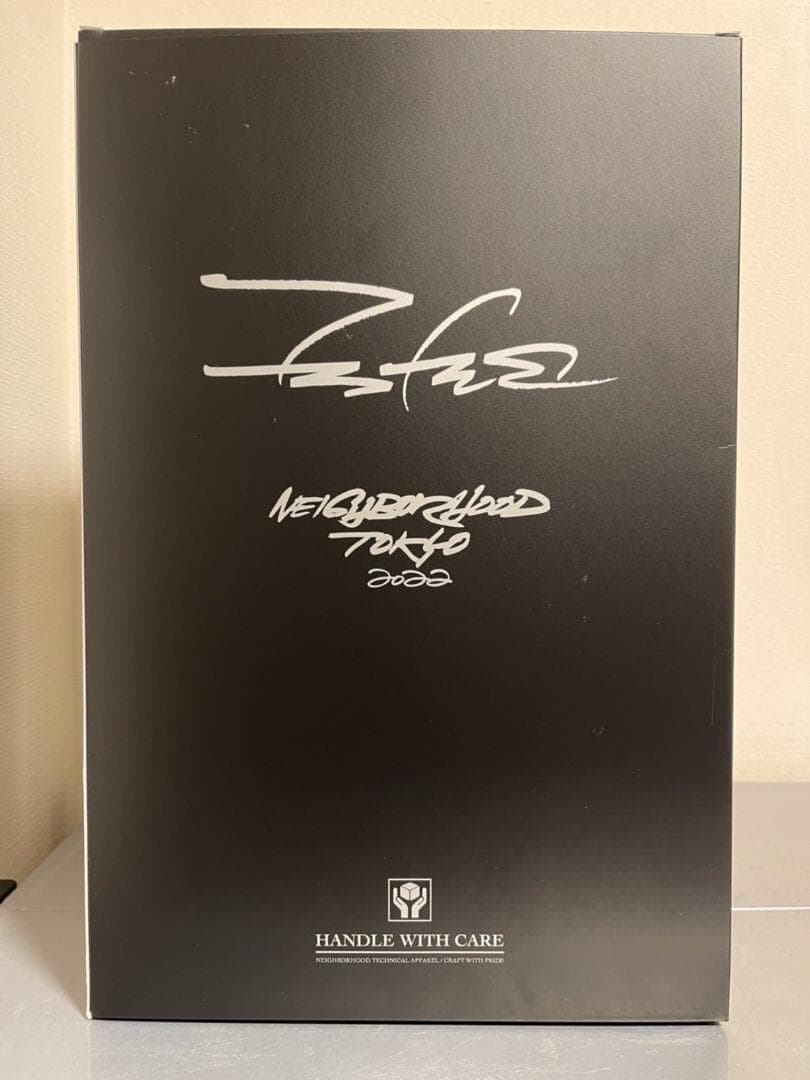 NEIGHBORHOOD
TOKYO
2022
HANDLE WITH CARE
NEIGHBORHOOD TECHNICAL APPAREL / CRAFT WITH PRIDE